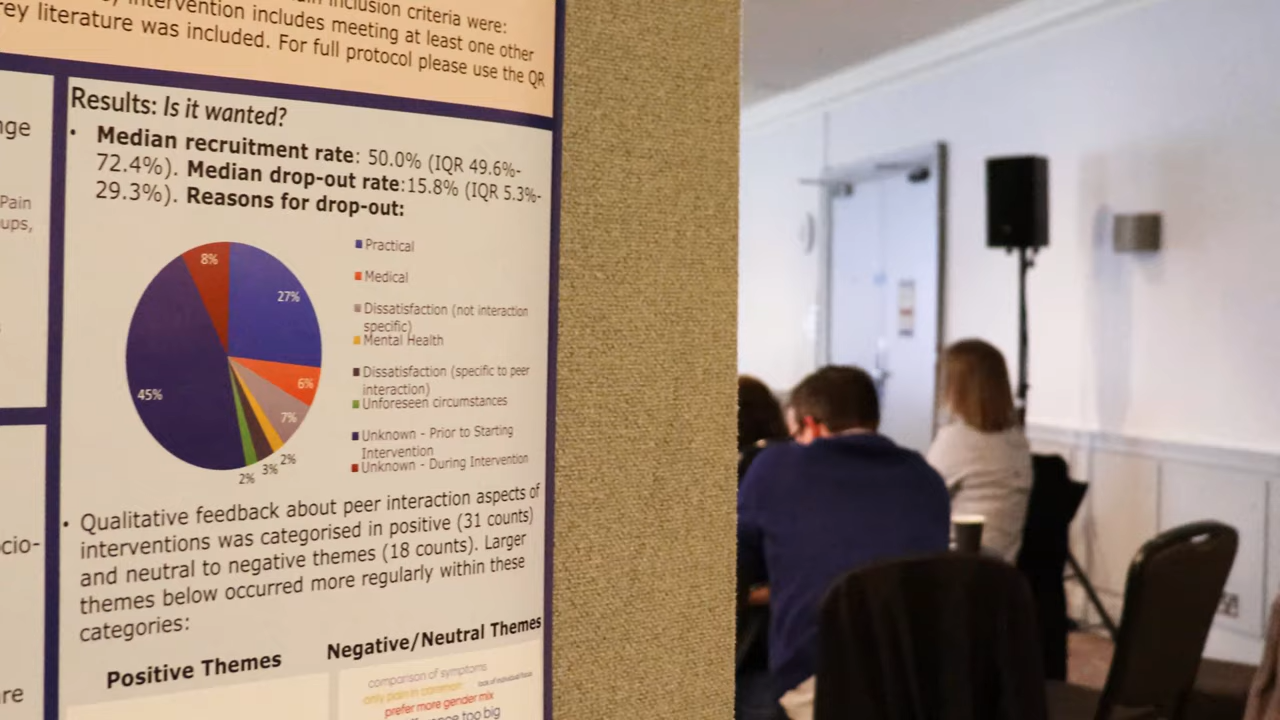 inclusion criteria were:
intervention includes meeting at least one other
literature was included. For full protocol please use the QR
Results: Is it wanted?
• Median recruitment rate: 50.0% (IQR 49.6%-
72.4%). Median drop-out rate:15.8% (IQR 5.3%-
29.3%). Reasons for drop-out:
8%
27%
6%
7%
2%
3%
2%
45%
Practical
Medical
Dissatisfaction (not interaction
specific)
Mental Health
Dissatisfaction (specific to peer
interaction)
Unforeseen circumstances
Unknown - Prior to Starting
Intervention
Unknown - During Intervention
• Qualitative feedback about peer interaction aspects of
interventions was categorised in positive (31 counts)
and neutral to negative themes (18 counts). Larger
themes below occurred more regularly within these
categories:
Positive Themes
Negative/Neutral Themes
comparison of symptoms
only pain in common
lack of individual focus
prefer more gender mix
too big
Pain
ups,
cio-